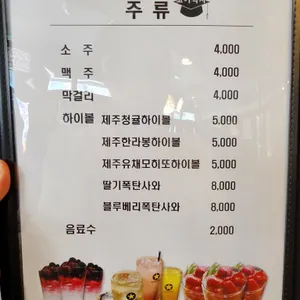 주 류
소 주 4,000
맥 주 4,000
막걸리 4,000
하이볼 제주청귤하이볼 5,000
제주한라봉하이볼 5,000
제주유채모히또하이볼 5,000
딸기폭탄사와 8,000
블루베리폭탄사와 8,000
음료수 2,000